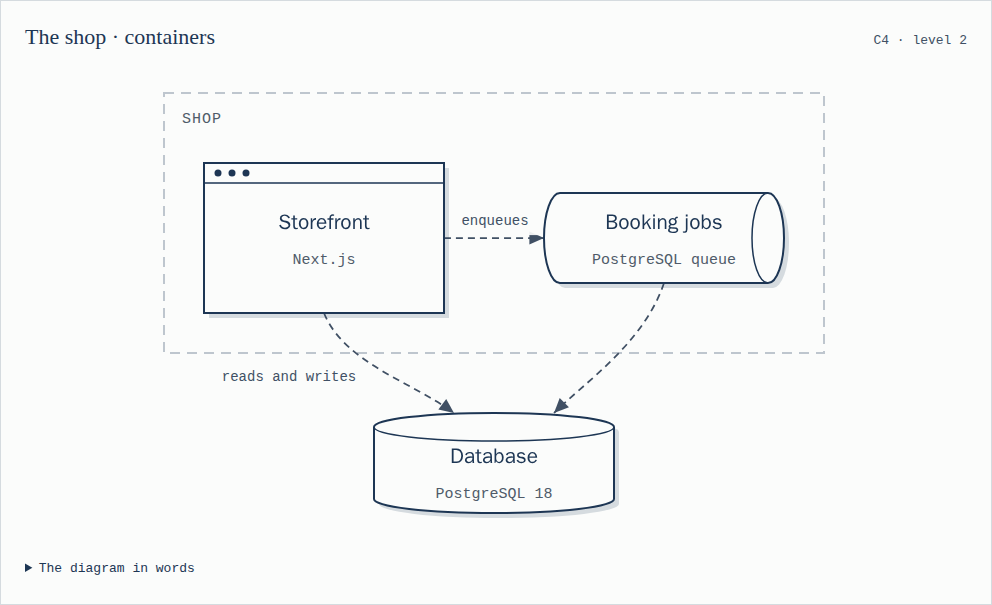 The shop · containers
C4 · level 2
SHOP
Storefront
Next.js
enqueues
Booking jobs
PostgreSQL queue
reads and writes
Database
PostgreSQL 18
The diagram in words